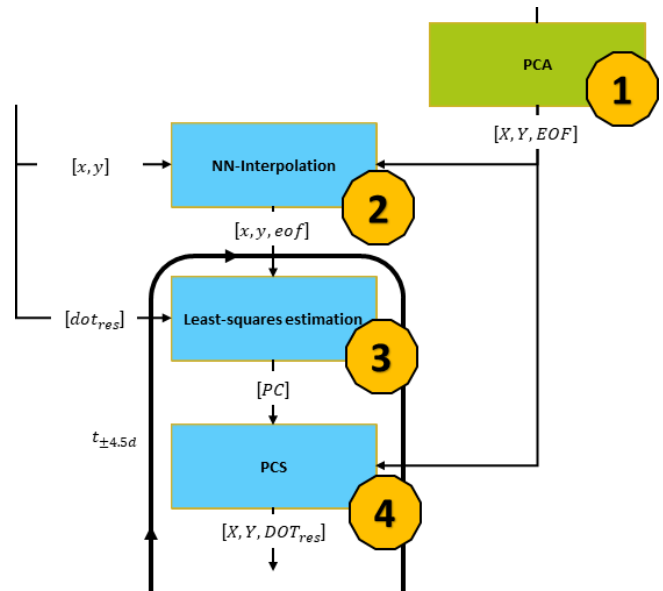 PCA
1
[X, Y, EOF]
[x, y]
NN-Interpolation
2
[x, y, eof]
[dot_res]
Least-squares estimation
3
[PC]
t_±4.5d
PCS
4
[X, Y, DOT_res]